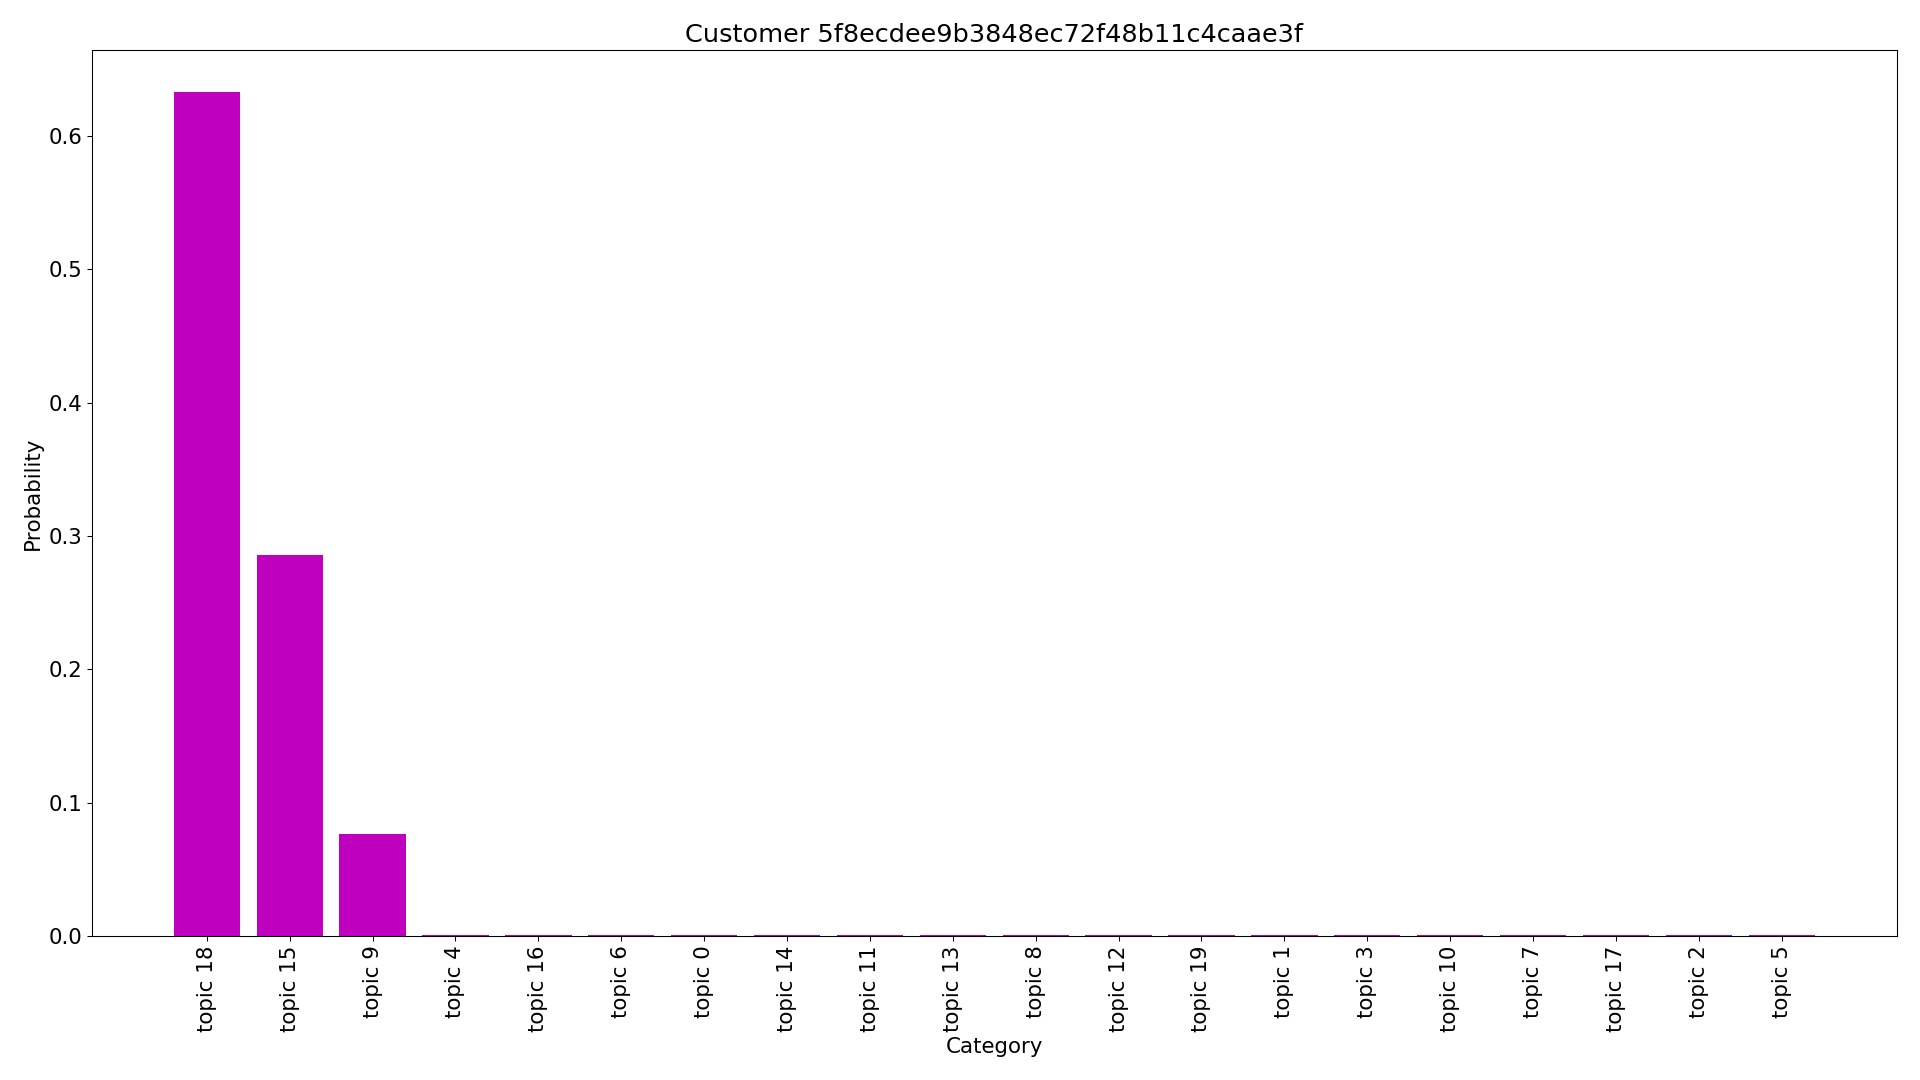 Customer 5f8ecdee9b3848ec72f48b11c4caae3f
Probability
0.6
0.5
0.4
0.3
0.2
0.1
0.0
topic 18
topic 15
topic 9
topic 4
topic 16
topic 6
topic 0
topic 14
topic 11
topic 13
topic 8
topic 12
topic 19
topic 1
topic 3
topic 10
topic 7
topic 17
topic 2
topic 5
Category